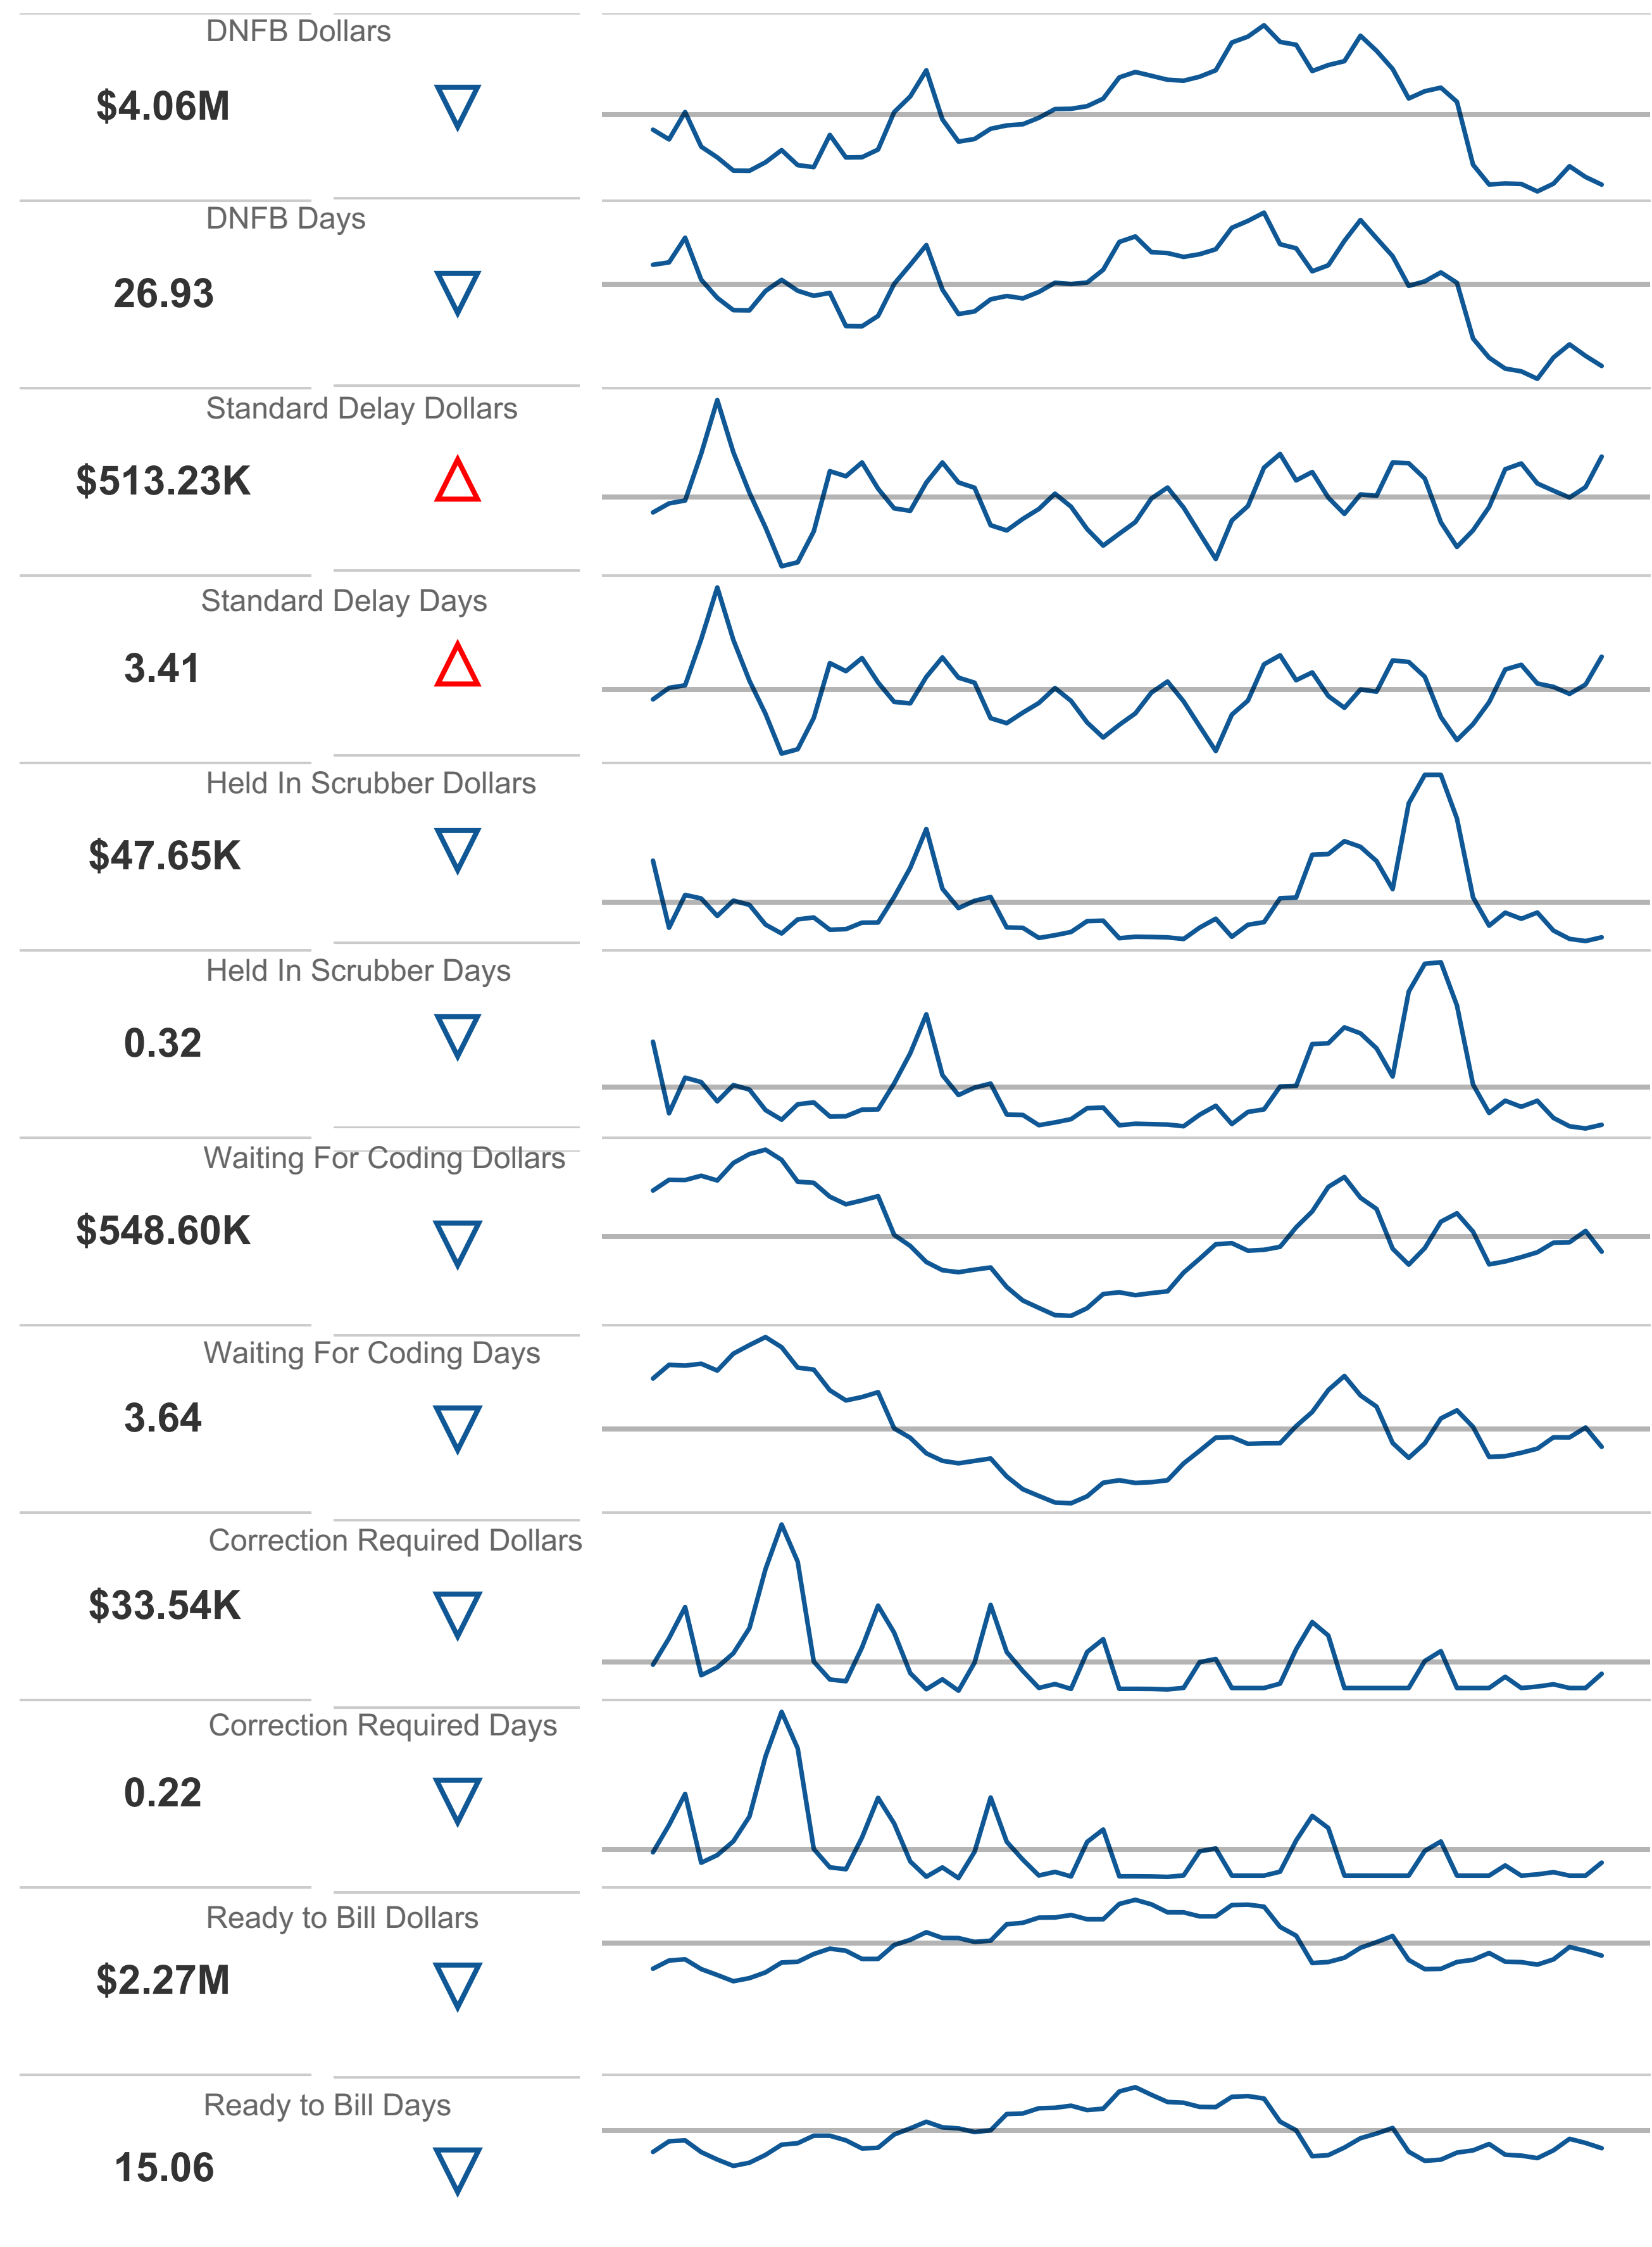 DNFB Dollars
$4.06M
DNFB Days
26.93
Standard Delay Dollars
$513.23K
Standard Delay Days
3.41
Held In Scrubber Dollars
$47.65K
Held In Scrubber Days
0.32
Waiting For Coding Dollars
$548.60K
Waiting For Coding Days
3.64
Correction Required Dollars
$33.54K
Correction Required Days
0.22
Ready to Bill Dollars
$2.27M
Ready to Bill Days
15.06